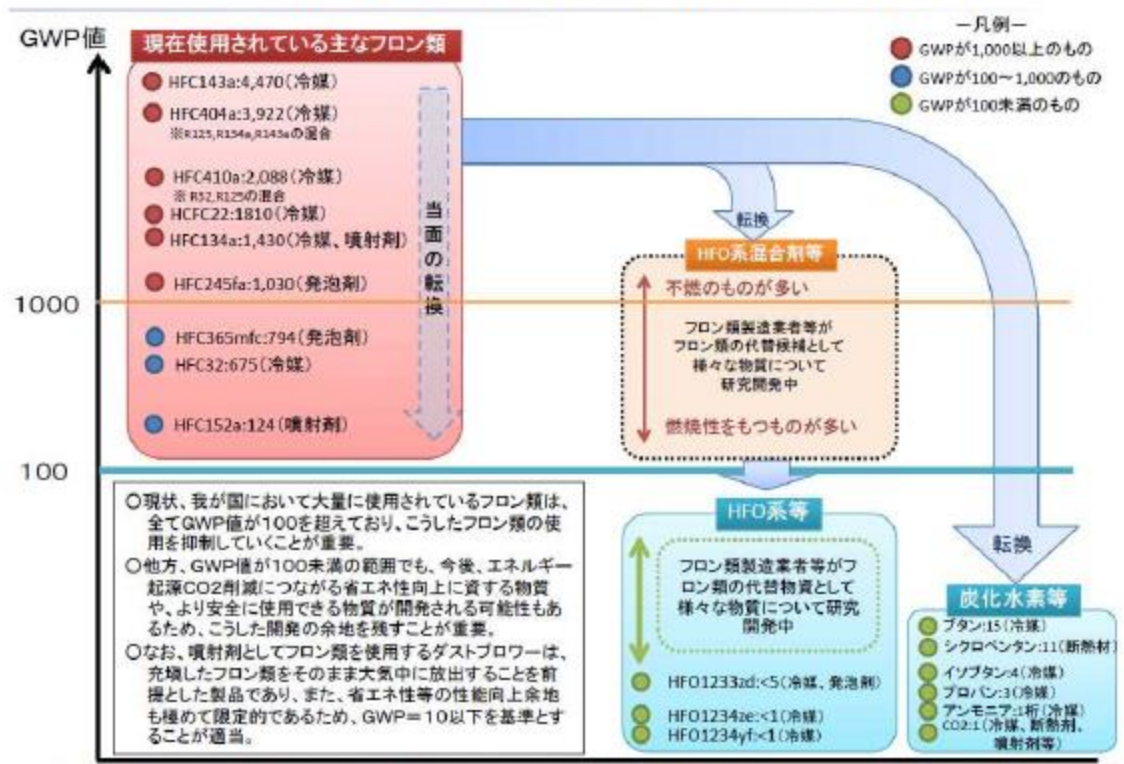 GWP値
現在使用されている主なフロン類
HFC143a:4,470(冷媒)
HFC404a:3,922(冷媒)
※R125,R134a,R143aの混合
HFC410a:2,088(冷媒)
※R32,R125の混合
HCFC22:1810(冷媒)
HFC134a:1,430(冷媒、噴射剤)
HFC245fa:1,030(発泡剤)
HFC365mfc:794(発泡剤)
HFC32:675(冷媒)
HFC152a:124(噴射剤)
当面の転換
1000
100
ー凡例ー
GWPが1,000以上のもの
GWPが100～1,000のもの
GWPが100未満のもの
転換
HFO系混合剤等
不燃のものが多い
フロン類製造業者等が
フロン類の代替候補として
様々な物質について
研究開発中
燃焼性をもつものが多い
HFO系等
フロン類製造業者等がフ
ロン類の代替物資として
様々な物質について研究
開発中
HFO1233zd:<5(冷媒、発泡剤)
HFO1234ze:<1(冷媒)
HFO1234yf:<1(冷媒)
転換
炭化水素等
ブタン:15(冷媒)
シクロペンタン:11(断熱材)
イソブタン:4(冷媒)
プロパン:3(冷媒)
アンモニア:1桁(冷媒)
CO2:1(冷媒、断熱剤、
噴射剤等)
○現状、我が国において大量に使用されているフロン類は、
全てGWP値が100を超えており、こうしたフロン類の使
用を抑制していくことが重要。
○他方、GWP値が100未満の範囲でも、今後、エネルギー
起源CO2削減につながる省エネ性向上に資する物質
や、より安全に使用できる物質が開発される可能性もあ
るため、こうした開発の余地を残すことが重要。
○なお、噴射剤としてフロン類を使用するダストブロワーは、
充填したフロン類をそのまま大気中に放出することを前
提とした製品であり、また、省エネ性等の性能向上余地
も極めて限定的であるため、GWP=10以下を基準とす
ることが適当。